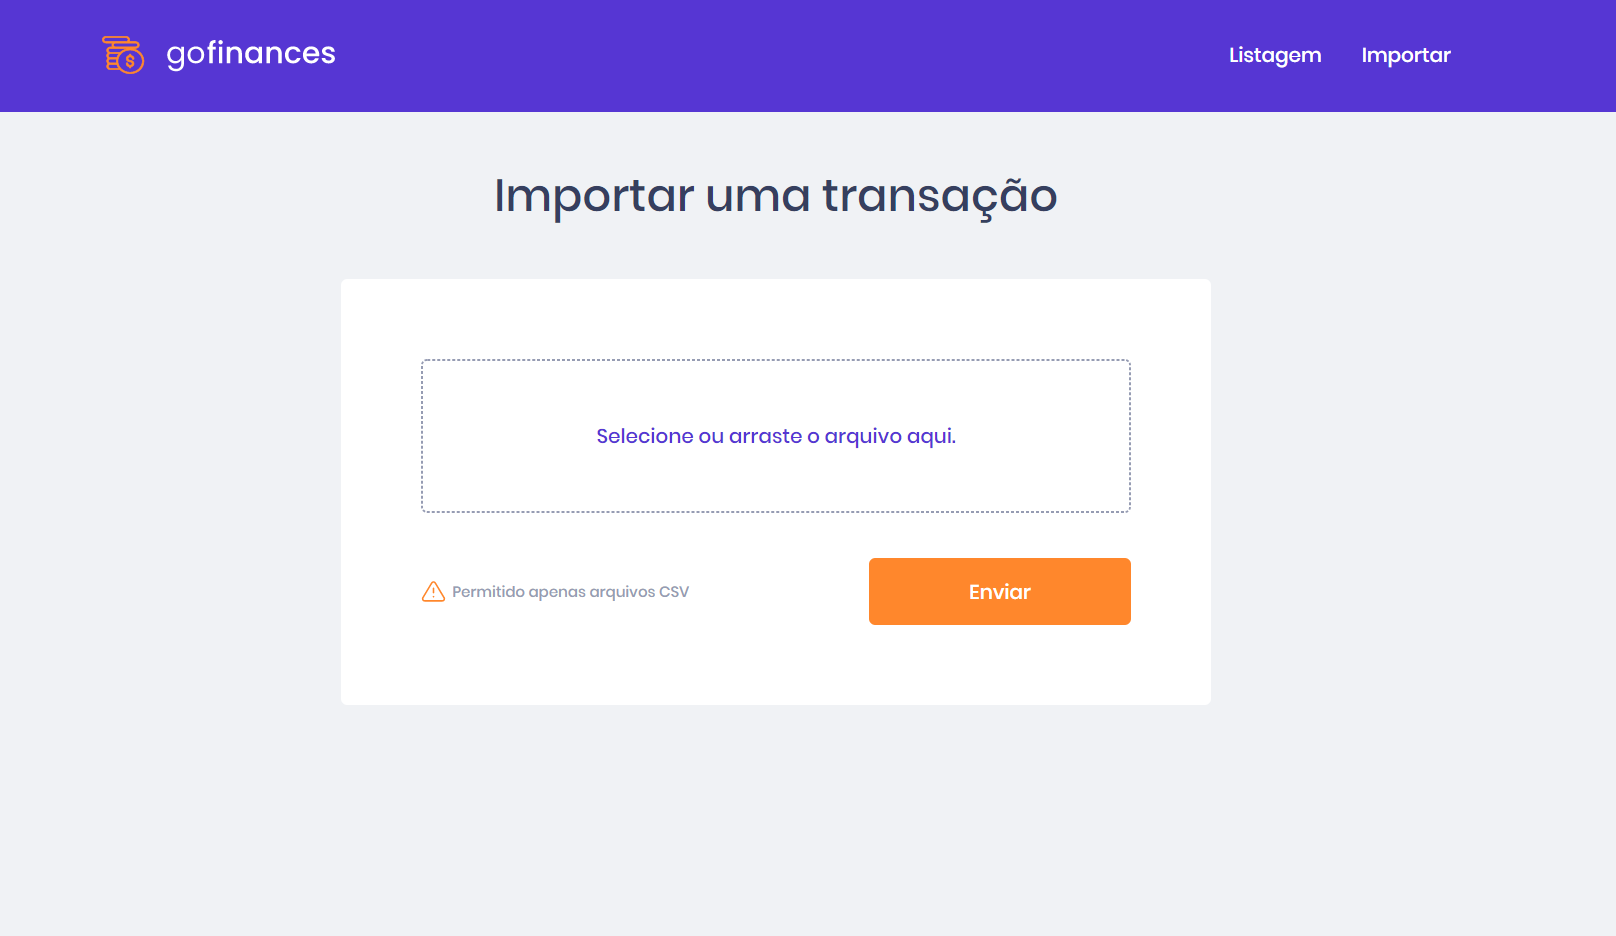 gofinances
Listagem
Importar
Importar uma transação
Selecione ou arraste o arquivo aqui.
Permitido apenas arquivos CSV
Enviar